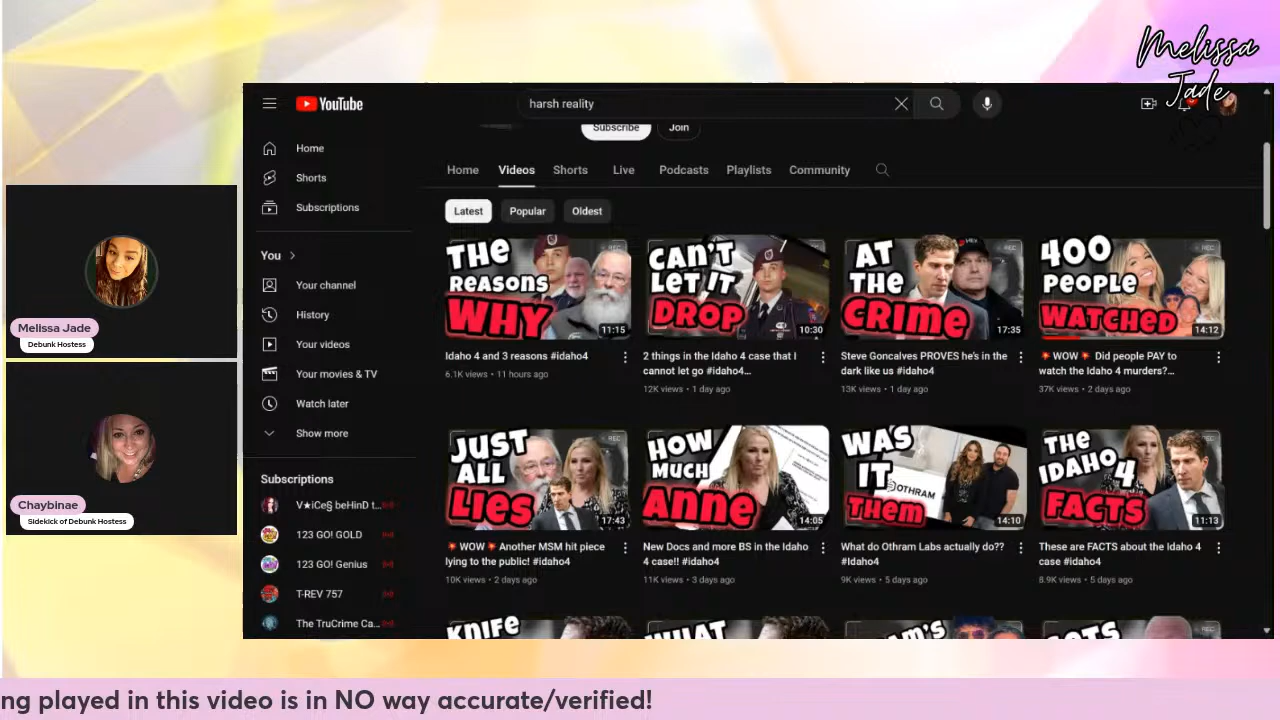 Melissa
Jade
YouTube
harsh reality
Subscribe
Join
Home
Shorts
Subscriptions
You
Your channel
History
Your videos
Your movies & TV
Watch later
Show more
Subscriptions
V★iCe§ beHinD t...
123 GO! GOLD
123 GO! Genius
T-REV 757
The TruCrime Ca...
Home
Videos
Shorts
Live
Podcasts
Playlists
Community
Latest
Popular
Oldest
THE
REASONS
WHY
REC
11:15
Idaho 4 and 3 reasons #idaho4
6.1K views • 11 hours ago
CAN'T
LET IT
DROP
REC
10:30
2 things in the Idaho 4 case that I
cannot let go #idaho4...
12K views • 1 day ago
AT
THE
CRIME
REC
17:35
Steve Goncalves PROVES he's in the
dark like us #idaho4
13K views • 1 day ago
400
PEOPLE
WATCHED
REC
14:12
💥 WOW 💥 Did people PAY to
watch the Idaho 4 murders?...
37K views • 2 days ago
JUST
ALL
LIES
REC
17:43
💥 WOW 💥 Another MSM hit piece
lying to the public! #idaho4
10K views • 2 days ago
HOW
MUCH
Anne
14:05
New Docs and more BS in the Idaho
4 case!! #idaho4
11K views • 3 days ago
WAS
IT
Them
OTHRAM
14:10
What do Othram Labs actually do??
#Idaho4
9K views • 5 days ago
THE
IDAHO 4
FACTS
REC
11:13
These are FACTS about the Idaho 4
case #idaho4
8.9K views • 5 days ago
KNIFE
REC
Melissa Jade
Debunk Hostess
Chaybinae
Sidekick of Debunk Hostess
ng played in this video is in NO way accurate/verified!